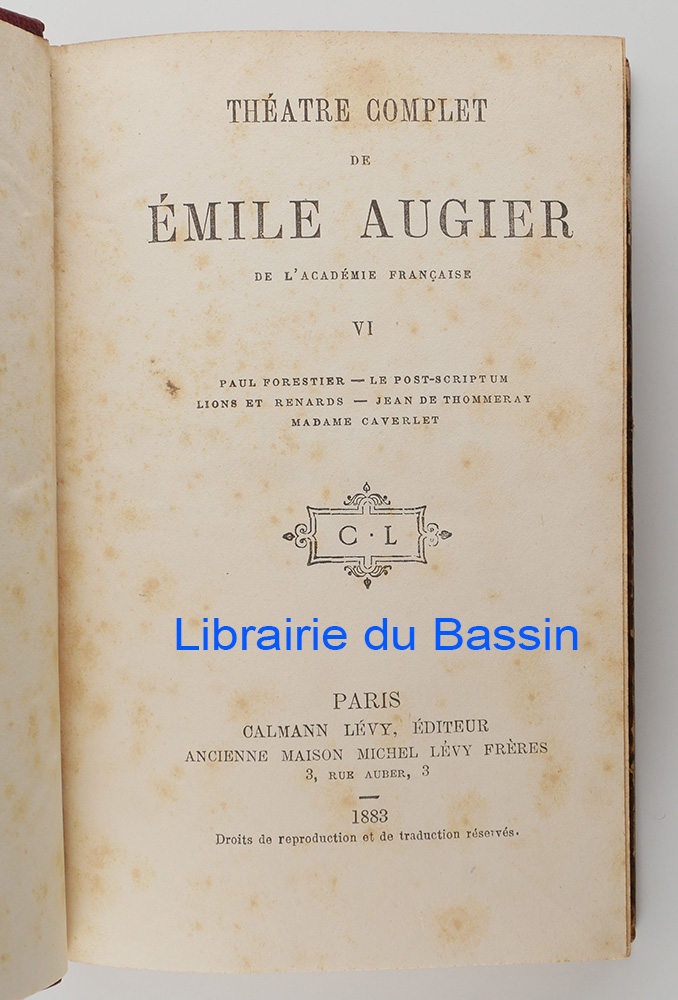 THÉATRE COMPLET
DE
ÉMILE AUGIER
DE L'ACADÉMIE FRANÇAISE
VI
PAUL FORESTIER — LE POST-SCRIPTUM
LIONS ET RENARDS — JEAN DE THOMMERAY
MADAME CAVERLET
C · L
Librairie du Bassin
PARIS
CALMANN LÉVY, ÉDITEUR
ANCIENNE MAISON MICHEL LÉVY FRÈRES
3, RUE AUBER, 3
1883
Droits de reproduction et de traduction réservés.